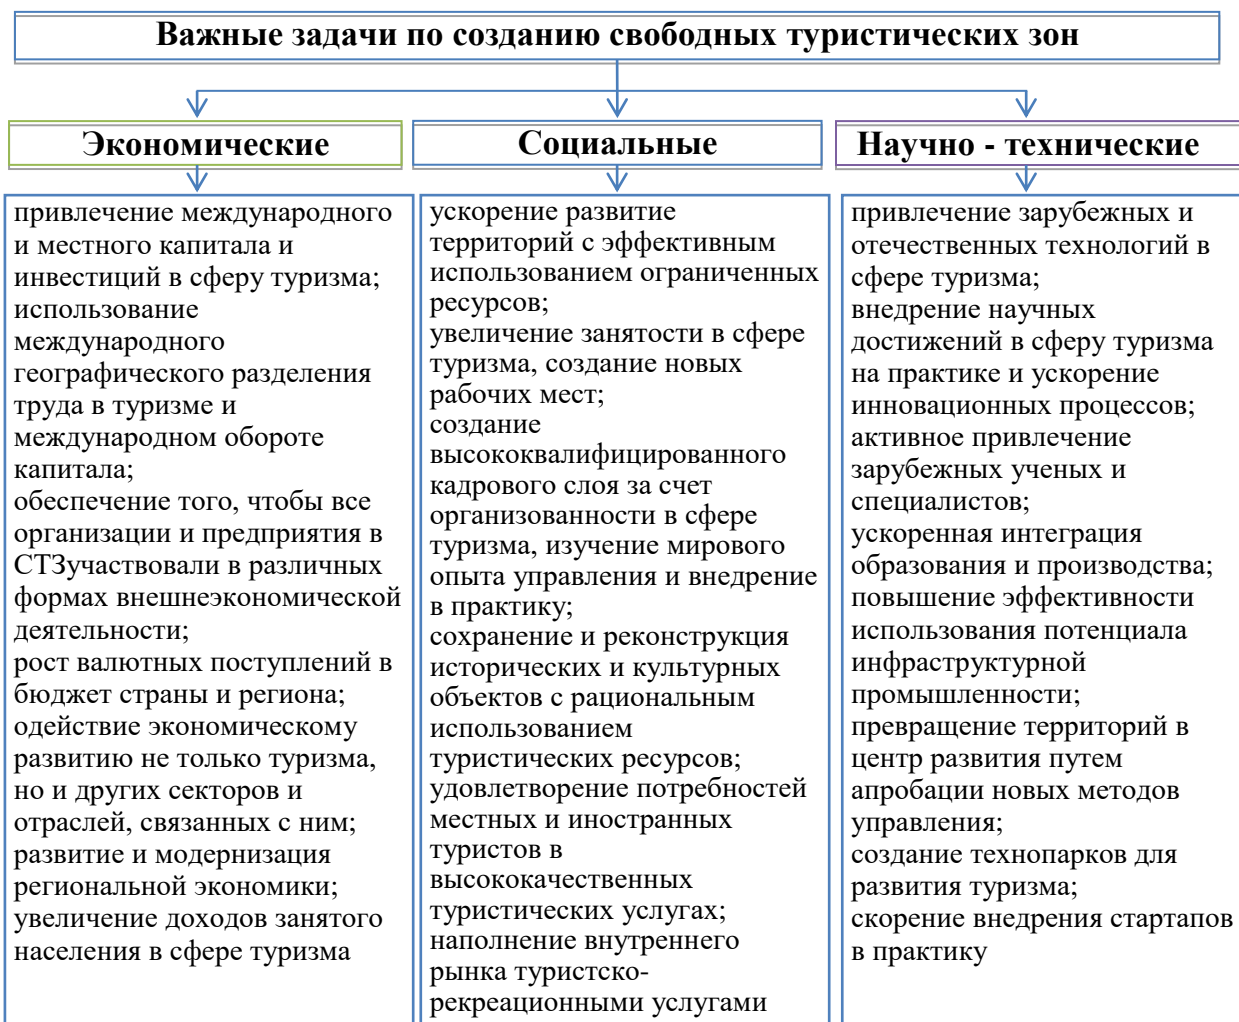 Важные задачи по созданию свободных туристических зон
Экономические
Социальные
Научно - технические
привлечение международного
и местного капитала и
инвестиций в сферу туризма;
использование
международного
географического разделения
труда в туризме и
международном обороте
капитала;
обеспечение того, чтобы все
организации и предприятия в
СТЗучаствовали в различных
формах внешнеэкономической
деятельности;
рост валютных поступлений в
бюджет страны и региона;
одействие экономическому
развитию не только туризма,
но и других секторов и
отраслей, связанных с ним;
развитие и модернизация
региональной экономики;
увеличение доходов занятого
населения в сфере туризма
ускорение развитие
территорий с эффективным
использованием ограниченных
ресурсов;
увеличение занятости в сфере
туризма, создание новых
рабочих мест;
создание
высококвалифицированного
кадрового слоя за счет
организованности в сфере
туризма, изучение мирового
опыта управления и внедрение
в практику;
сохранение и реконструкция
исторических и культурных
объектов с рациональным
использованием
туристических ресурсов;
удовлетворение потребностей
местных и иностранных
туристов в
высококачественных
туристических услугах;
наполнение внутреннего
рынка туристско-
рекреационными услугами
привлечение зарубежных и
отечественных технологий в
сфере туризма;
внедрение научных
достижений в сферу туризма
на практике и ускорение
инновационных процессов;
активное привлечение
зарубежных ученых и
специалистов;
ускоренная интеграция
образования и производства;
повышение эффективности
использования потенциала
инфраструктурной
промышленности;
превращение территорий в
центр развития путем
апробации новых методов
управления;
создание технопарков для
развития туризма;
скорение внедрения стартапов
в практику